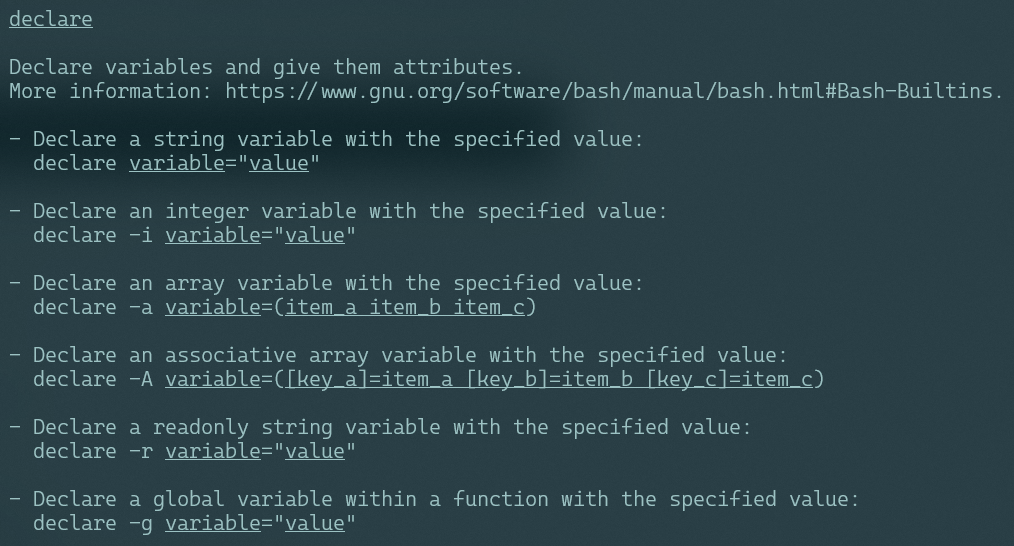 declare
Declare variables and give them attributes.
More information: https://www.gnu.org/software/bash/manual/bash.html#Bash-Builtins.
- Declare a string variable with the specified value:
declare variable="value"
- Declare an integer variable with the specified value:
declare -i variable="value"
- Declare an array variable with the specified value:
declare -a variable=(item_a item_b item_c)
- Declare an associative array variable with the specified value:
declare -A variable=([key_a]=item_a [key_b]=item_b [key_c]=item_c)
- Declare a readonly string variable with the specified value:
declare -r variable="value"
- Declare a global variable within a function with the specified value:
declare -g variable="value"